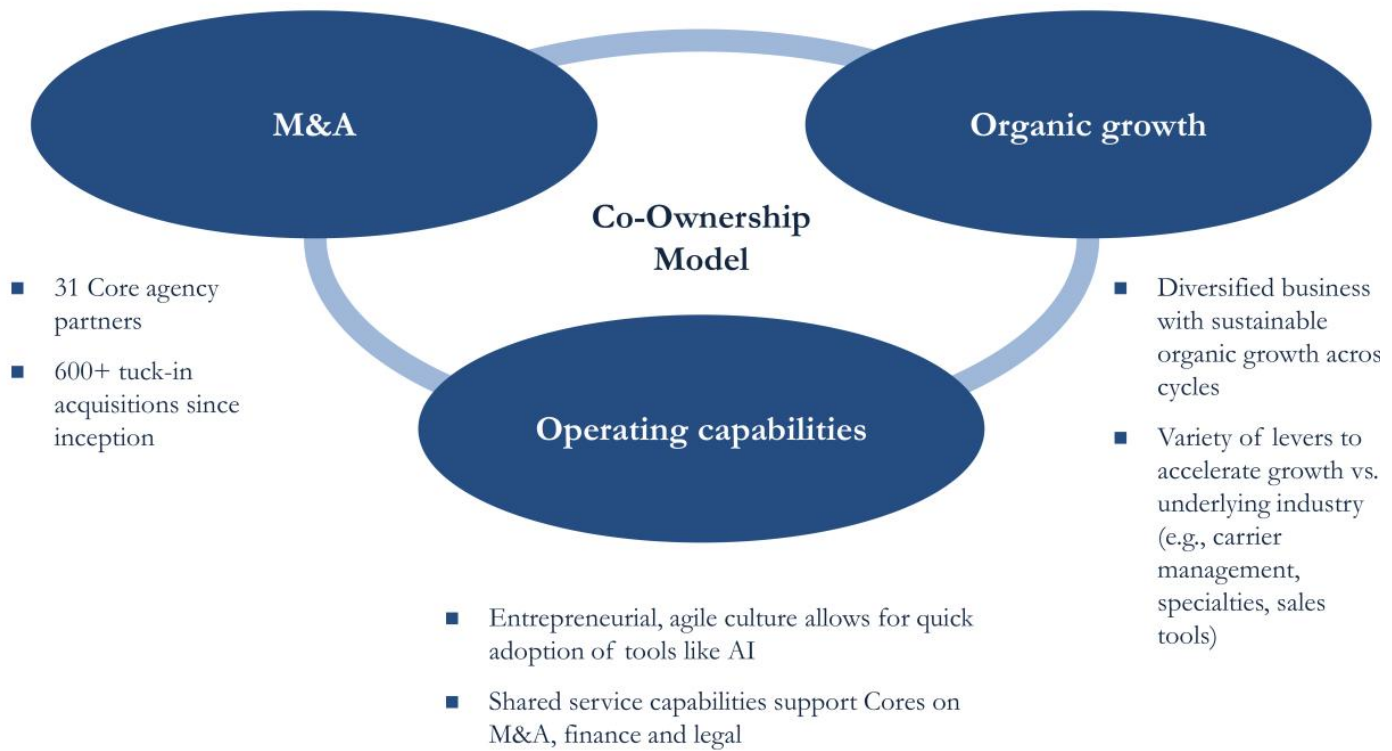 M&A
Organic growth
Co-Ownership
Model
■ 31 Core agency
partners
■ 600+ tuck-in
acquisitions since
inception
Operating capabilities
■ Diversified business
with sustainable
organic growth acros
cycles
■ Variety of levers to
accelerate growth vs.
underlying industry
(e.g., carrier
management,
specialties, sales
tools)
■ Entrepreneurial, agile culture allows for quick
adoption of tools like AI
■ Shared service capabilities support Cores on
M&A, finance and legal